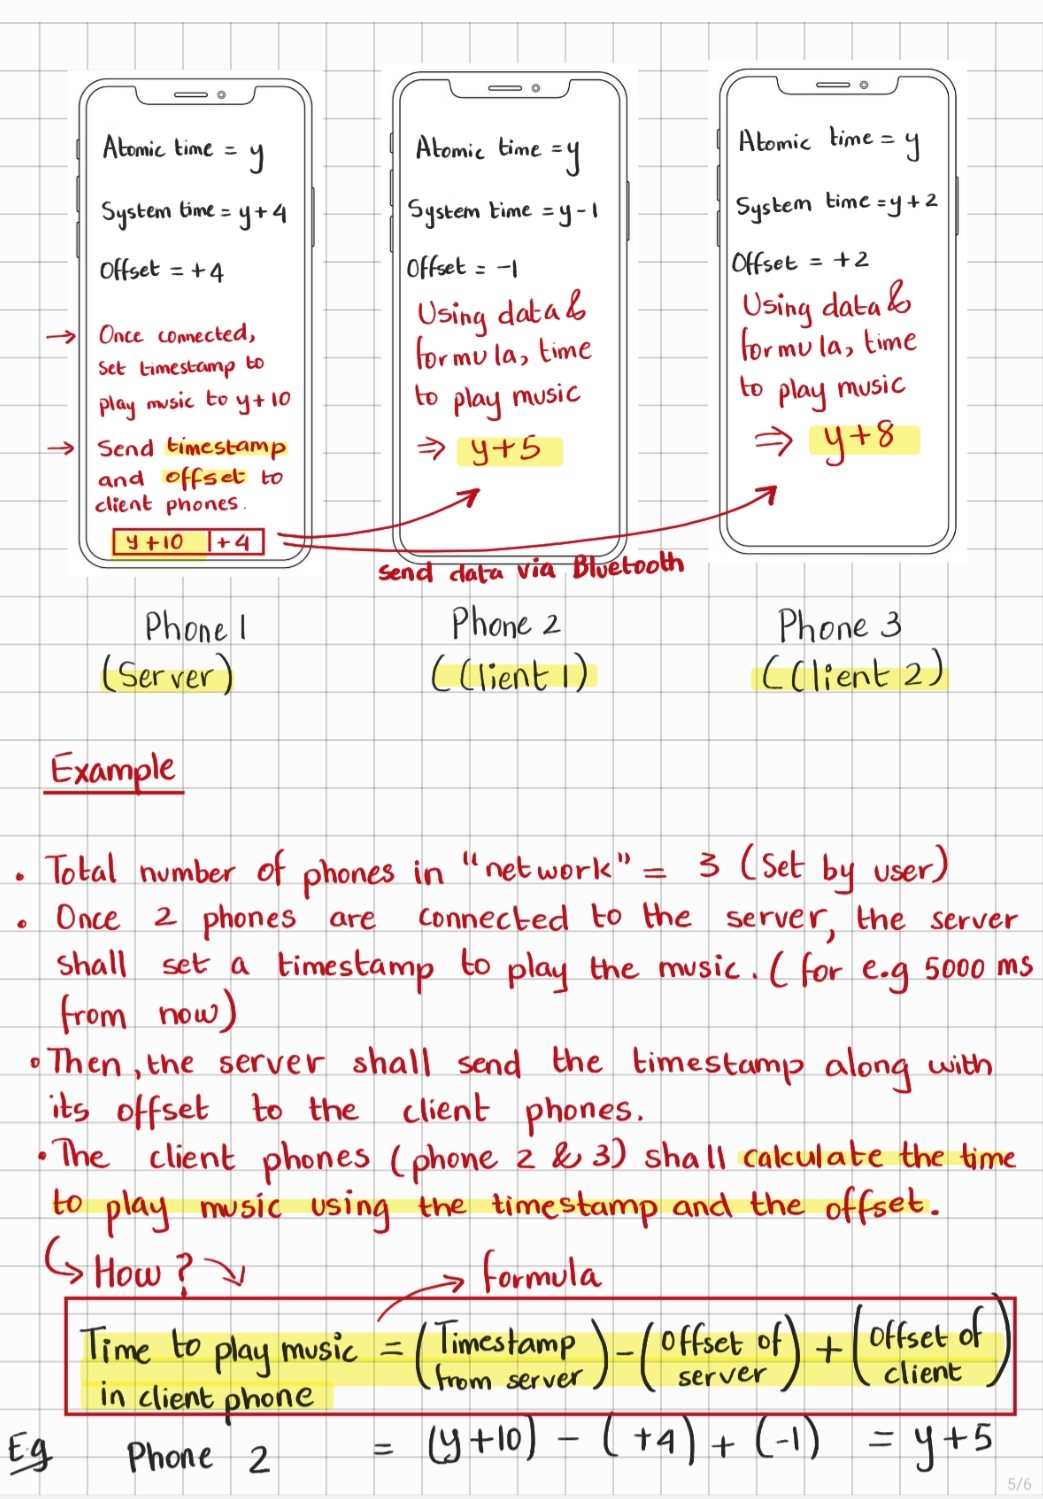 Atomic time = y
System time = y+4
Offset = +4
→ Once connected,
set timestamp to
play music to y+10
→ Send timestamp
and offset to
client phones.
y+10 | +4
Atomic time = y
System time = y-1
Offset = -1
Using data &
formula, time
to play music
⇒ y+5
Atomic time = y
System time = y+2
Offset = +2
Using data &
formula, time
to play music
⇒ y+8
send data via Bluetooth
Phone 1
(Server)
Phone 2
(Client 1)
Phone 3
(Client 2)
Example
• Total number of phones in "network" = 3 (Set by user)
• Once 2 phones are connected to the server, the server
shall set a timestamp to play the music. (for e.g 5000 ms
from now)
• Then, the server shall send the timestamp along with
its offset to the client phones.
• The client phones (phone 2 & 3) shall calculate the time
to play music using the timestamp and the offset.
↳ How? ↘
→ formula
Time to play music
in client phone
= (Timestamp
from server) - (offset of
server) + (offset of
client)
E.g Phone 2 = (y+10) - (+4) + (-1) = y+5
5/6